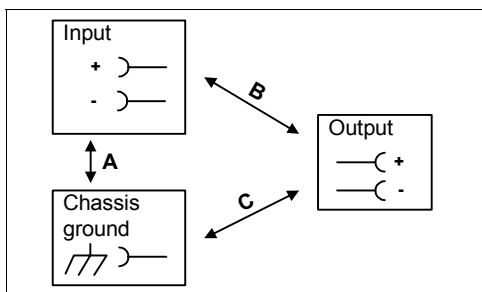 Input
+
-
B
Output
+
-
A
Chassis
ground
C